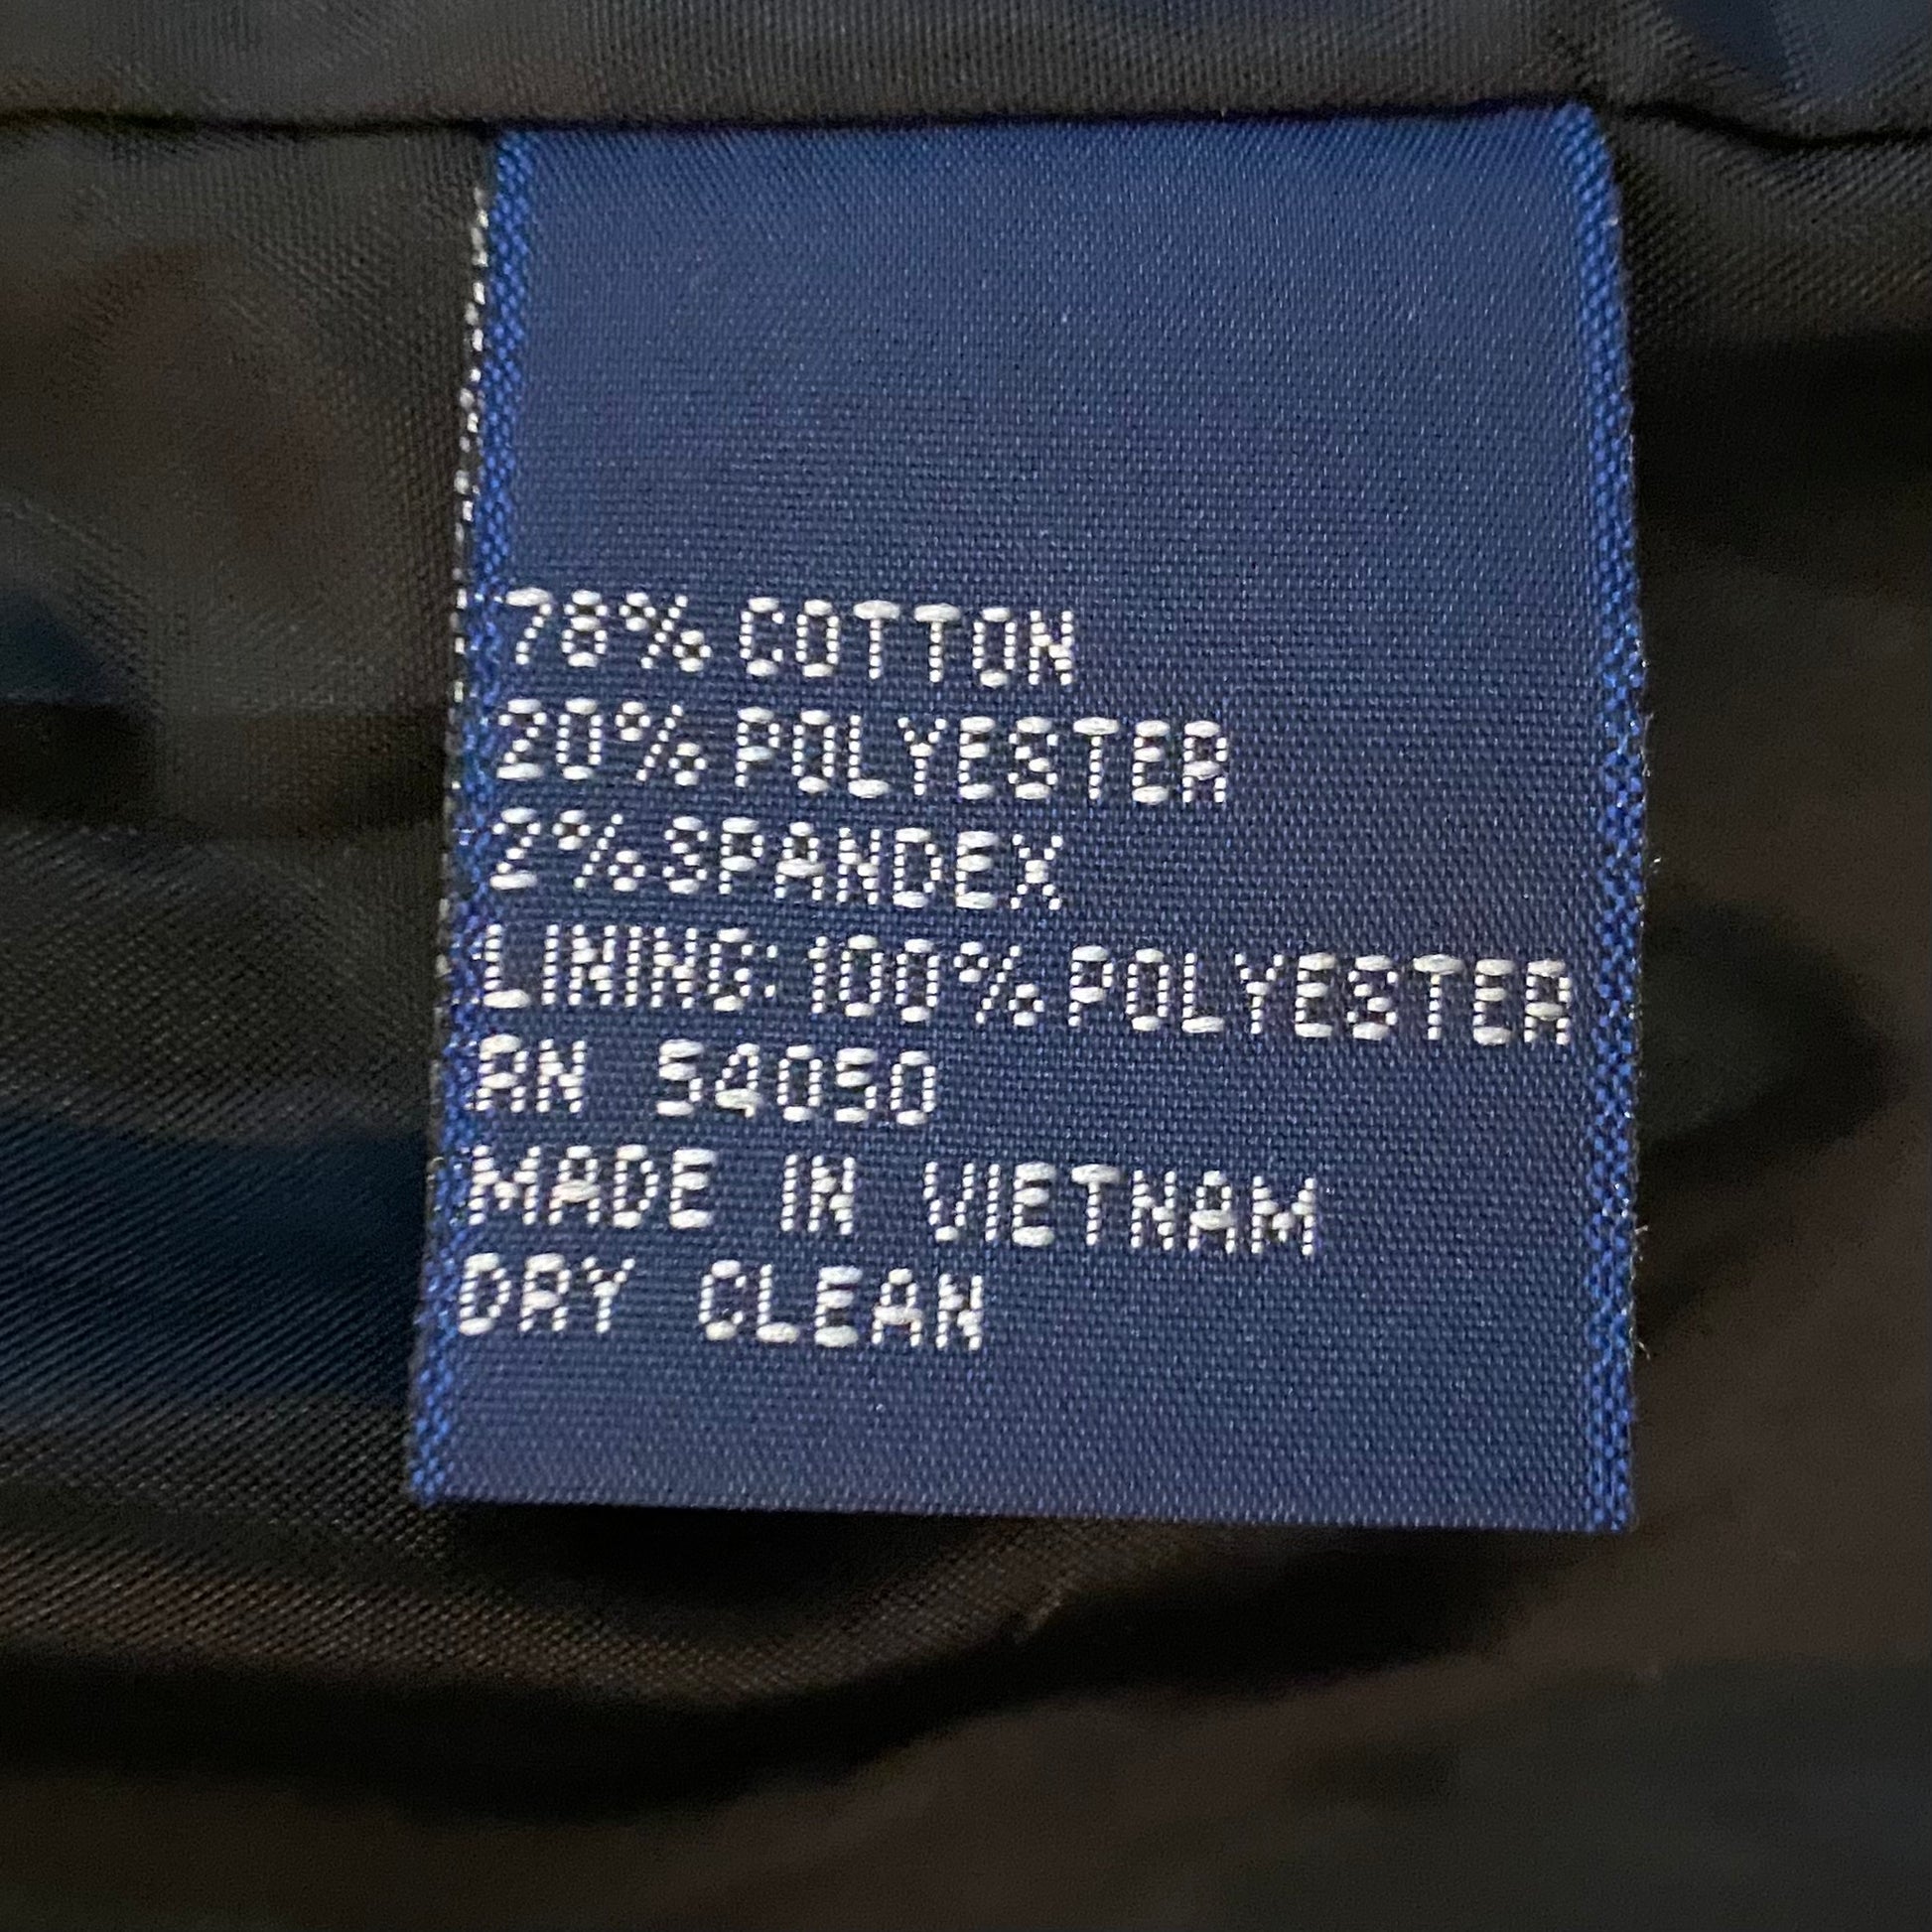 78% COTTON
20% POLYESTER
2% SPANDEX
LINING: 100% POLYESTER
RN 54050
MADE IN VIETNAM
DRY CLEAN